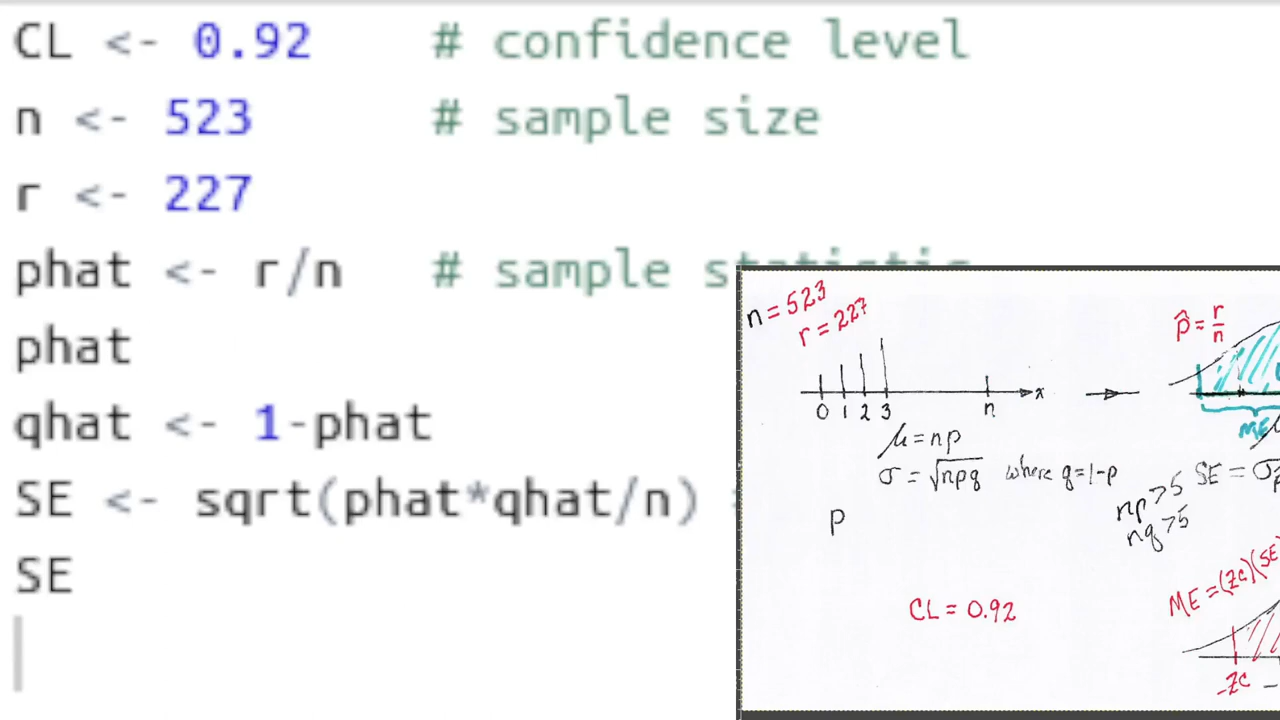 CL <- 0.92 # confidence level
n <- 523 # sample size
r <- 227
phat <- r/n # sample statistic
phat
qhat <- 1-phat
SE <- sqrt(phat*qhat/n)
SE
n = 523
r = 227
p̂ = r/n
0 1 2 3 n x
ME
μ = np
σ = √npq where q = 1-p
np > 5
nq > 5
SE = σp
p
ME = (Zc)(SE)
CL = 0.92
-Zc